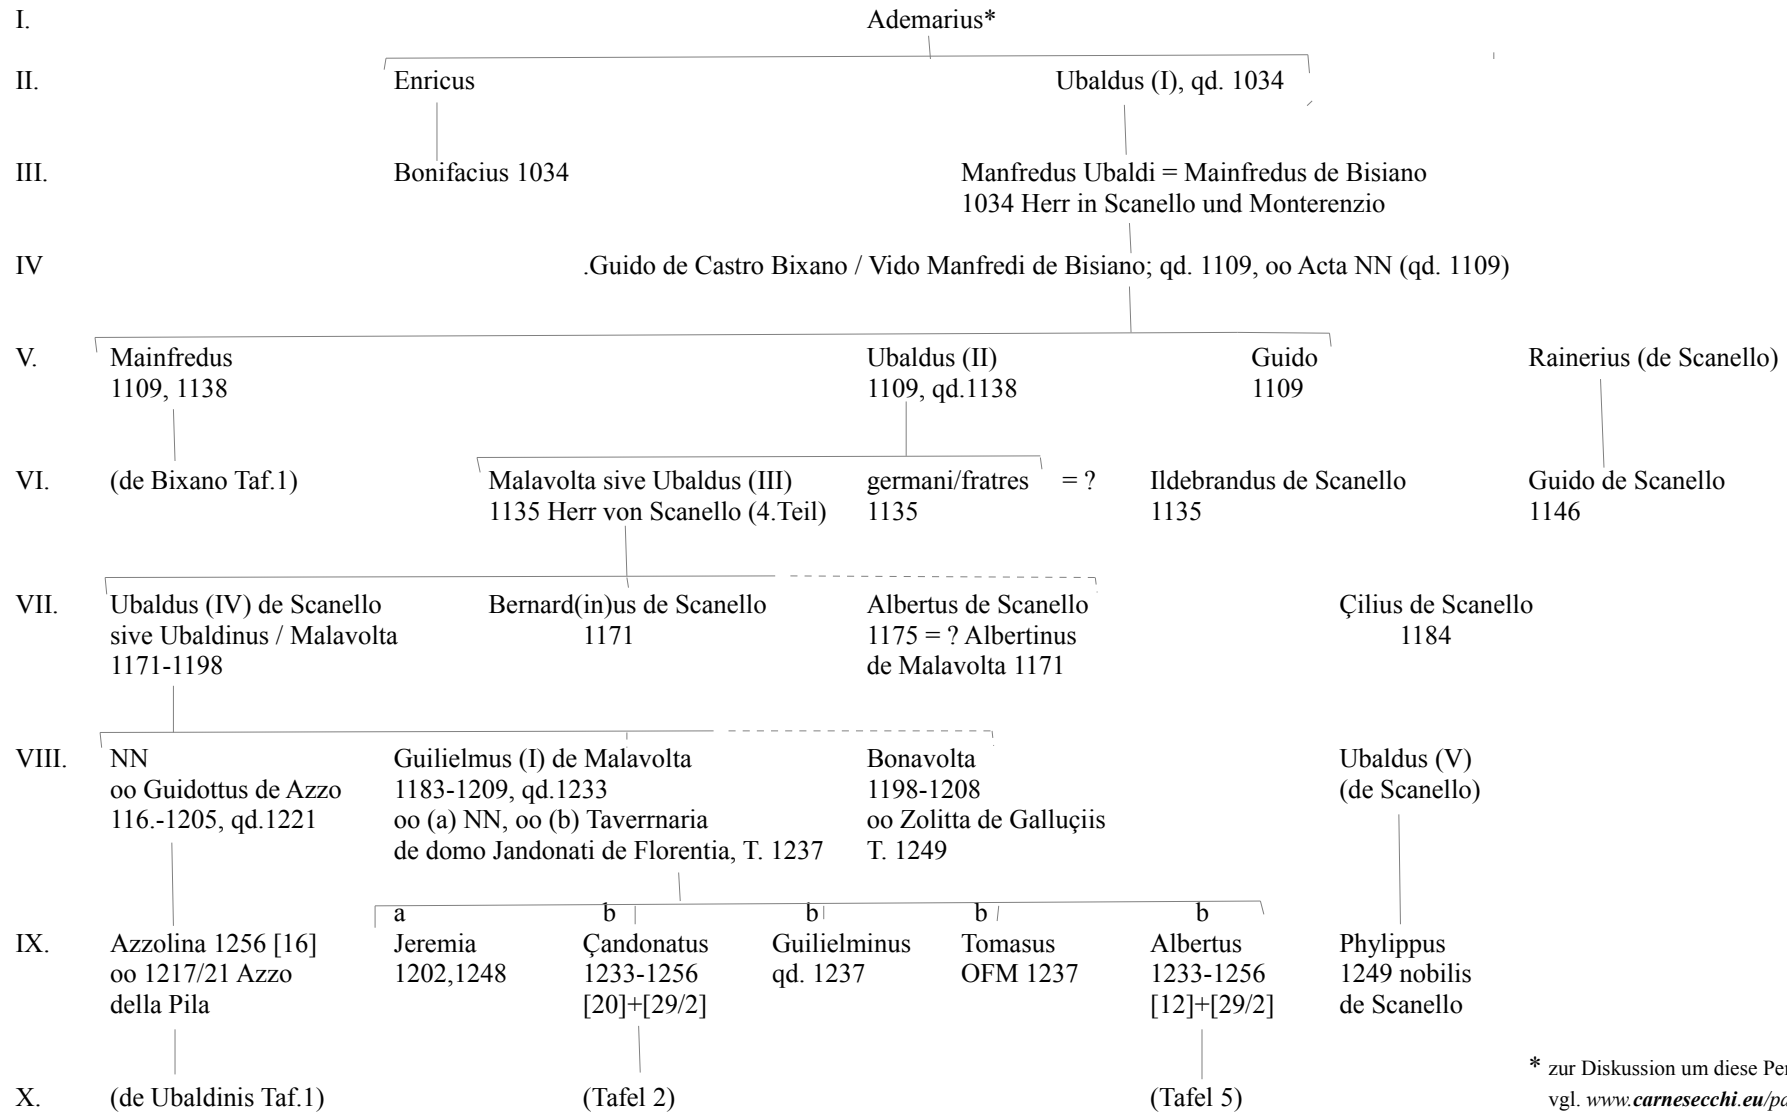 I. Ademarius*
II. Enricus Ubaldus (I), qd. 1034
III. Bonifacius 1034 Manfredus Ubaldi = Mainfredus de Bisiano
1034 Herr in Scanello und Monterenzio
IV .Guido de Castro Bixano / Vido Manfredi de Bisiano; qd. 1109, oo Acta NN (qd. 1109)
V. Mainfredus Ubaldus (II) Guido Rainerius (de Scanello)
1109, 1138 1109, qd.1138 1109
VI. (de Bixano Taf.1) Malavolta sive Ubaldus (III) germani/fratres = ? Ildebrandus de Scanello Guido de Scanello
1135 Herr von Scanello (4.Teil) 1135 1135 1146
VII. Ubaldus (IV) de Scanello Bernard(in)us de Scanello Albertus de Scanello Çilius de Scanello
sive Ubaldinus / Malavolta 1171 1175 = ? Albertinus 1184
1171-1198 de Malavolta 1171
VIII. NN Guilielmus (I) de Malavolta Bonavolta Ubaldus (V)
oo Guidottus de Azzo 1183-1209, qd.1233 1198-1208 (de Scanello)
116.-1205, qd.1221 oo (a) NN, oo (b) Taverrnaria oo Zolitta de Galluçiis
de domo Jandonati de Florentia, T. 1237 T. 1249
a b b b b
IX. Azzolina 1256 [16] Jeremia Çandonatus Guilielminus Tomasus Albertus Phylippus
oo 1217/21 Azzo 1202,1248 1233-1256 qd. 1237 OFM 1237 1233-1256 1249 nobilis
della Pila [20]+[29/2] [12]+[29/2] de Scanello
* zur Diskussion um diese
vgl. www.carnesecchi.eu/
X. (de Ubaldinis Taf.1) (Tafel 2) (Tafel 5)